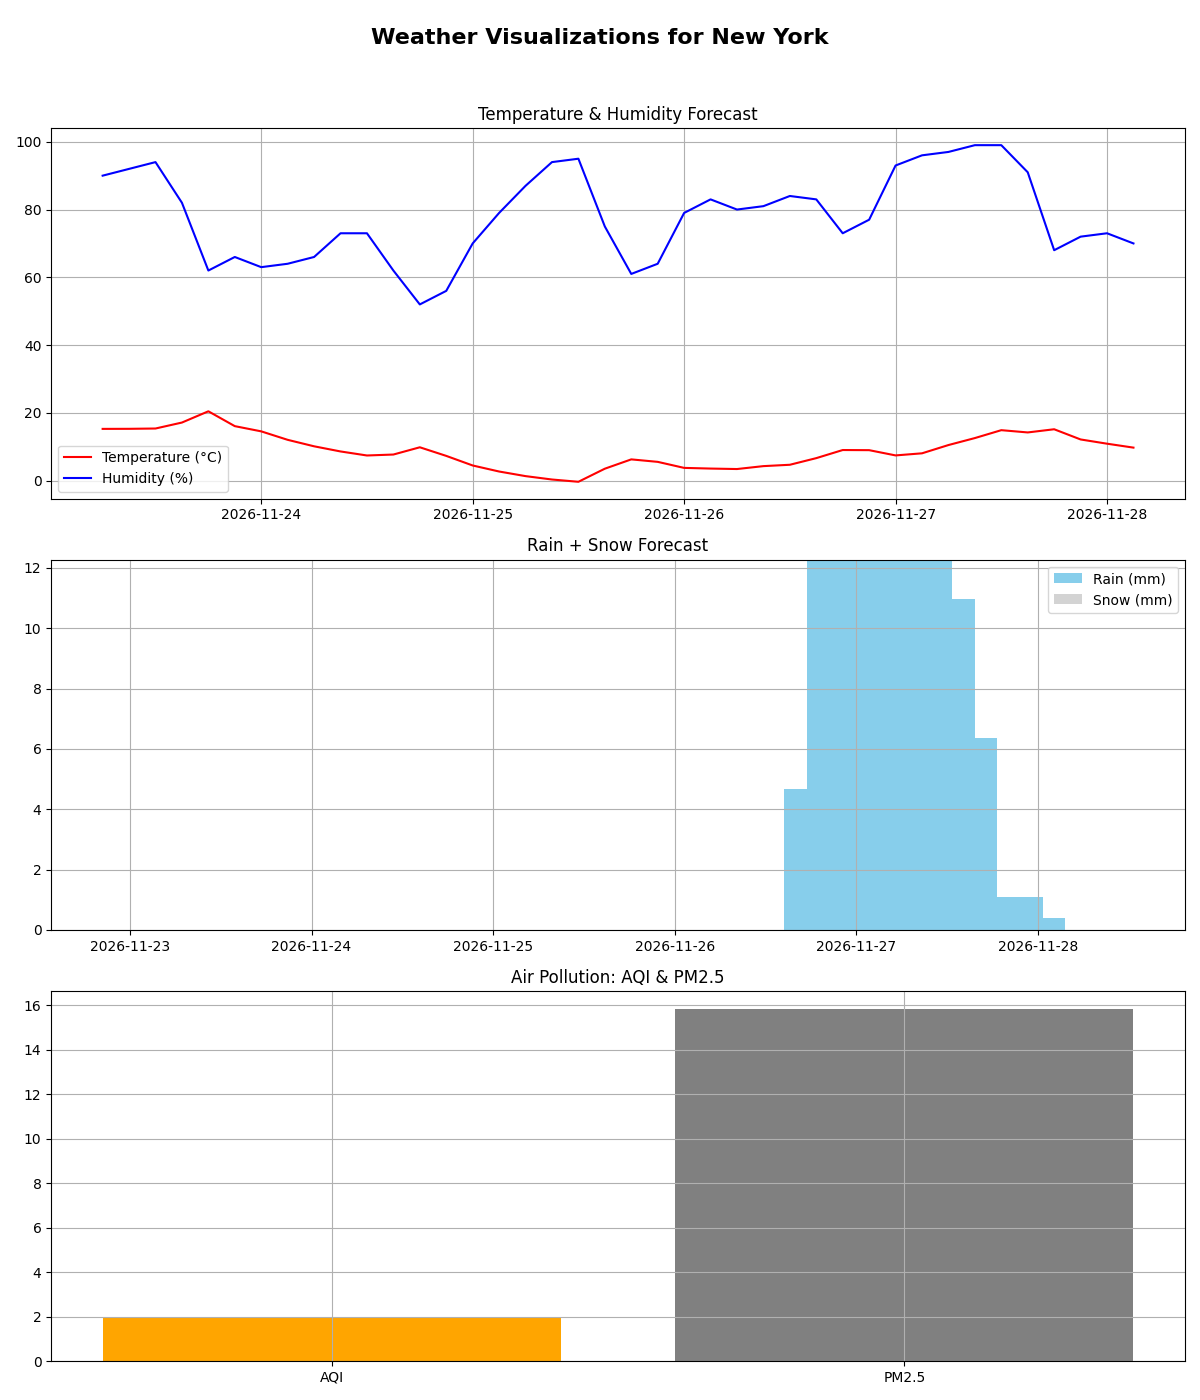 Weather Visualizations for New York
Temperature & Humidity Forecast
100
80
60
40
20
0
Temperature (°C)
Humidity (%)
2026-11-24 2026-11-25 2026-11-26 2026-11-27 2026-11-28
Rain + Snow Forecast
12
10
8
6
4
2
0
Rain (mm)
Snow (mm)
2026-11-23 2026-11-24 2026-11-25 2026-11-26 2026-11-27 2026-11-28
Air Pollution: AQI & PM2.5
16
14
12
10
8
6
4
2
0
AQI PM2.5